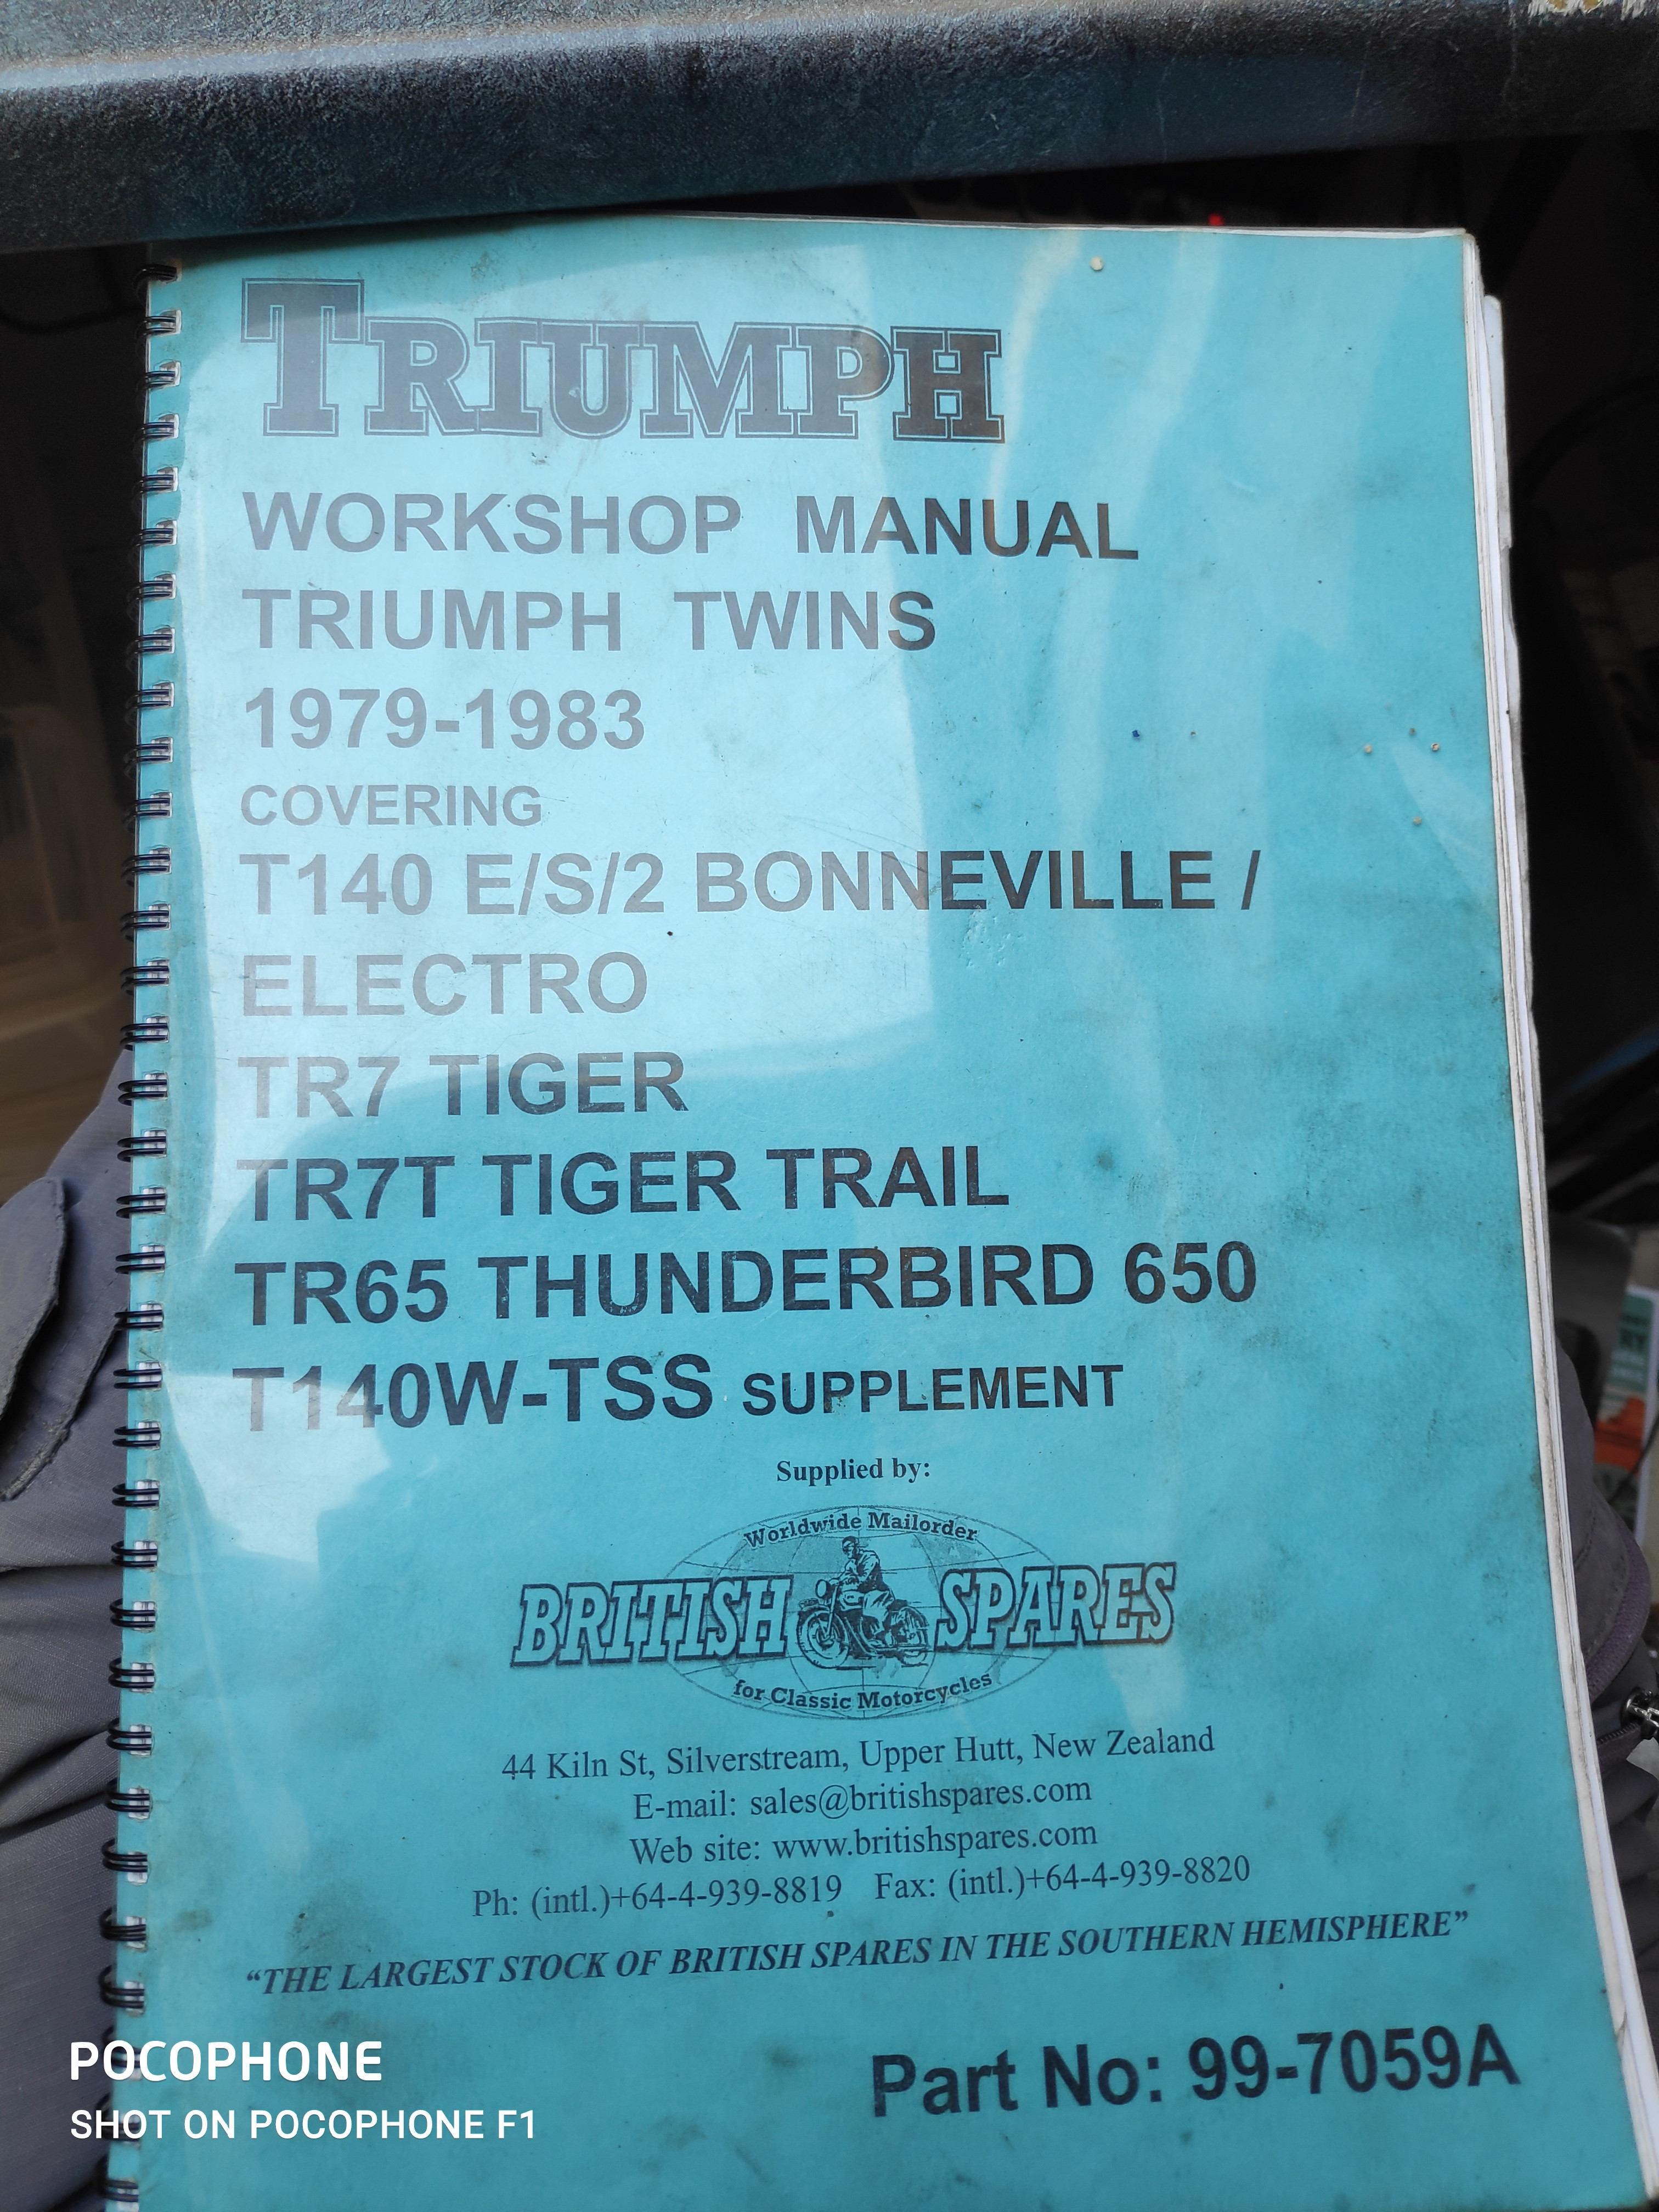 TRIUMPH
WORKSHOP MANUAL
TRIUMPH TWINS
1979-1983
COVERING
T140 E/S/2 BONNEVILLE /
ELECTRO
TR7 TIGER
TR7T TIGER TRAIL
TR65 THUNDERBIRD 650
T140W-TSS SUPPLEMENT
Supplied by:
Worldwide Mailorder
BRITISH SPARES
for Classic Motorcycles
44 Kiln St, Silverstream, Upper Hutt, New Zealand
E-mail: sales@britishspares.com
Web site: www.britishspares.com
Ph: (intl.)+64-4-939-8819 Fax: (intl.)+64-4-939-8820
“THE LARGEST STOCK OF BRITISH SPARES IN THE SOUTHERN HEMISPHERE”
Part No: 99-7059A
POCOPHONE
SHOT ON POCOPHONE F1